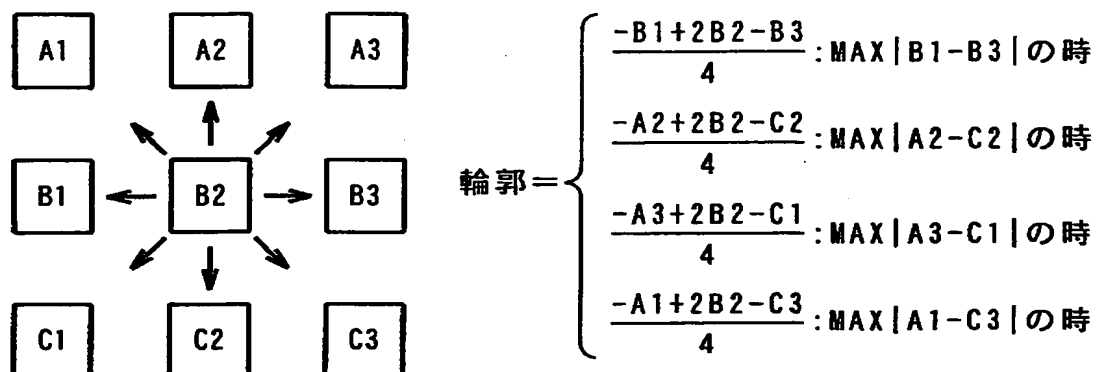 A1 A2 A3
B1 B2 B3
C1 C2 C3
輪郭=
-B1+2B2-B3
4
:MAX|B1-B3|の時
-A2+2B2-C2
4
:MAX|A2-C2|の時
-A3+2B2-C1
4
:MAX|A3-C1|の時
-A1+2B2-C3
4
:MAX|A1-C3|の時